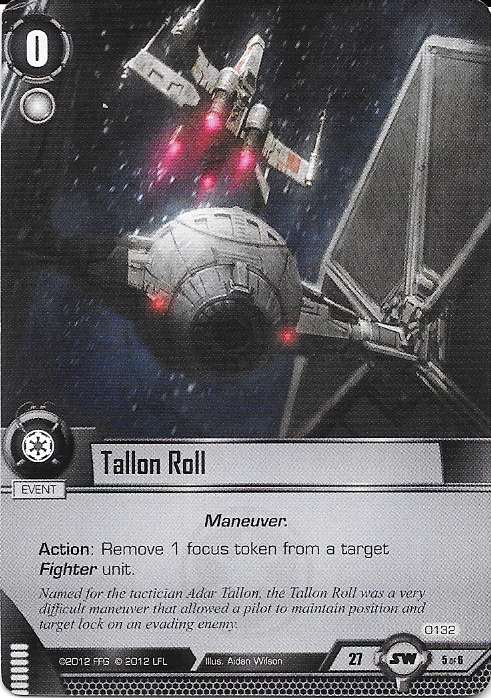 0
Tallon Roll
EVENT
Maneuver.
Action: Remove 1 focus token from a target
Fighter unit.
Named for the tactician Adar Tallon, the Tallon Roll was a very
difficult maneuver that allowed a pilot to maintain position and
target lock on an evading enemy.
0132
©2012 FFG © 2012 LFL
Illus. Aidan Wilson
27
SW
5 OF 6